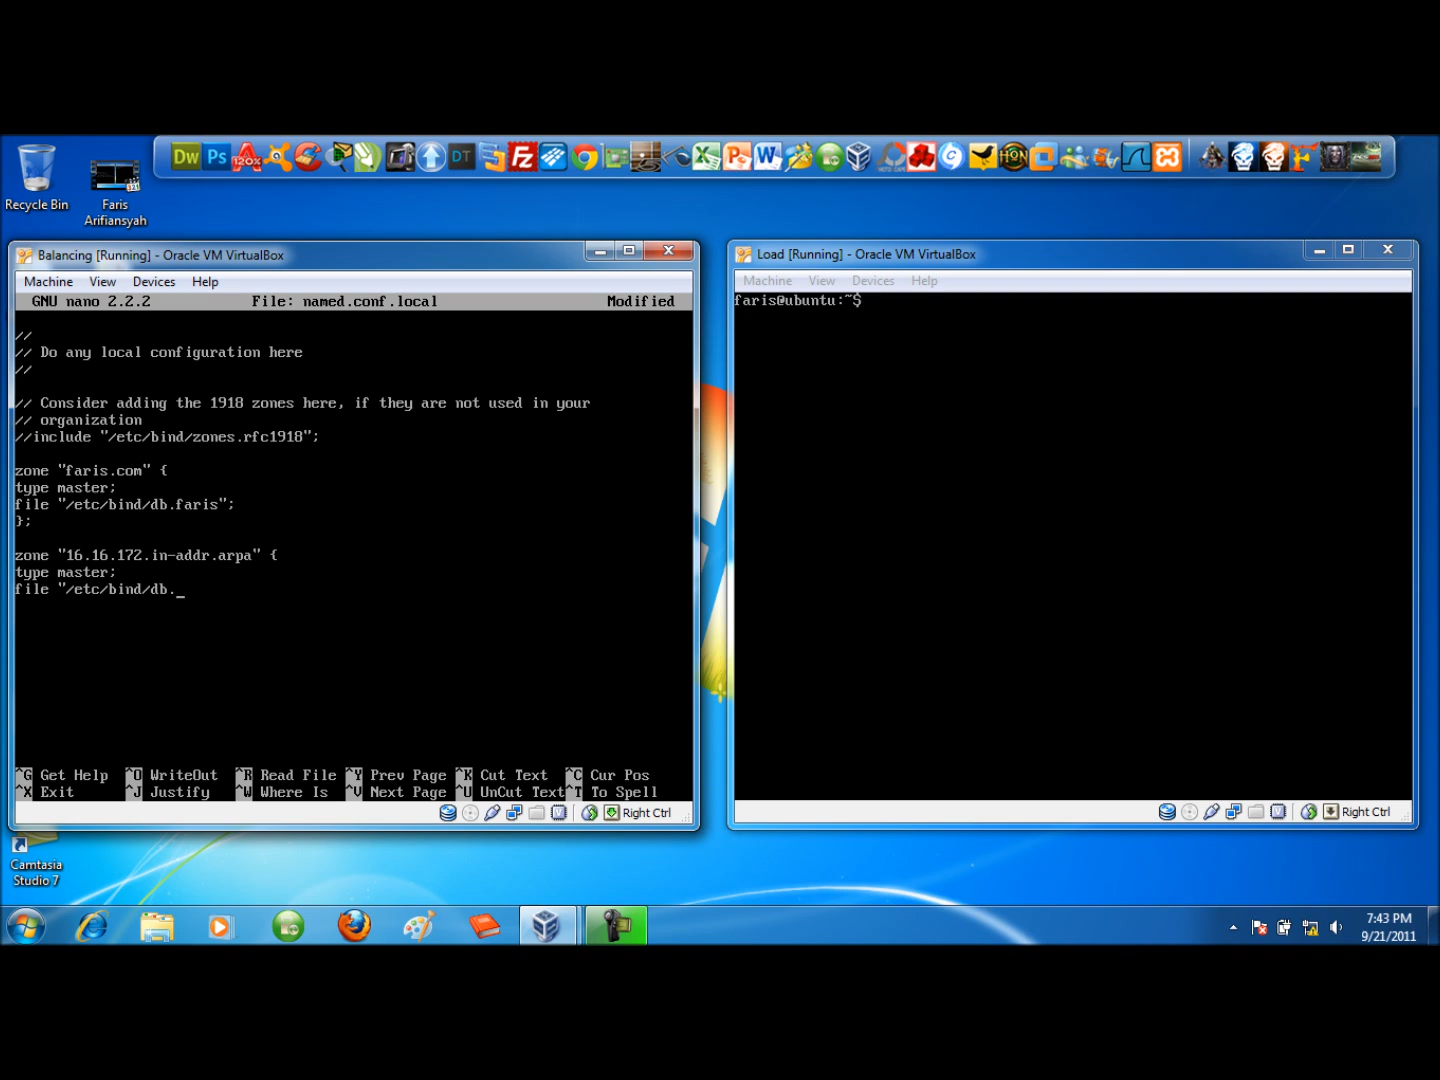 Dw Ps 120% DT FZ X P W HON
Recycle Bin
Faris
Arifiansyah
Balancing [Running] - Oracle VM VirtualBox
Machine View Devices Help
GNU nano 2.2.2 File: named.conf.local Modified
//
// Do any local configuration here
//
// Consider adding the 1918 zones here, if they are not used in your
// organization
//include "/etc/bind/zones.rfc1918";
zone "faris.com" {
type master;
file "/etc/bind/db.faris";
};
zone "16.16.172.in-addr.arpa" {
type master;
file "/etc/bind/db._
^G Get Help ^O WriteOut ^R Read File ^Y Prev Page ^K Cut Text ^C Cur Pos
^X Exit ^J Justify ^W Where Is ^V Next Page ^U UnCut Text ^T To Spell
Right Ctrl
Load [Running] - Oracle VM VirtualBox
Machine View Devices Help
faris@ubuntu:~$
Right Ctrl
Camtasia
Studio 7
7:43 PM
9/21/2011